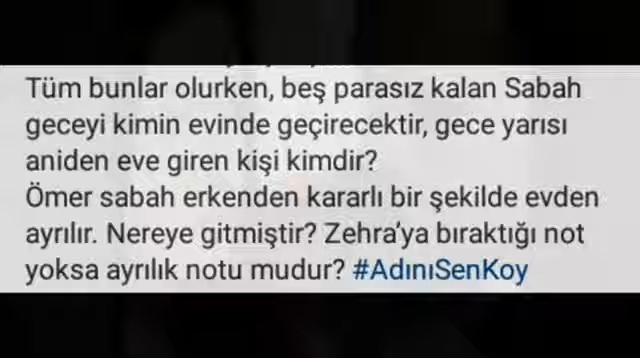 Tüm bunlar olurken, beş parasız kalan Sabah
geceyi kimin evinde geçirecektir, gece yarısı
aniden eve giren kişi kimdir?
Ömer sabah erkenden kararlı bir şekilde evden
ayrılır. Nereye gitmiştir? Zehra’ya bıraktığı not
yoksa ayrılık notu mudur? #AdınıSenKoy